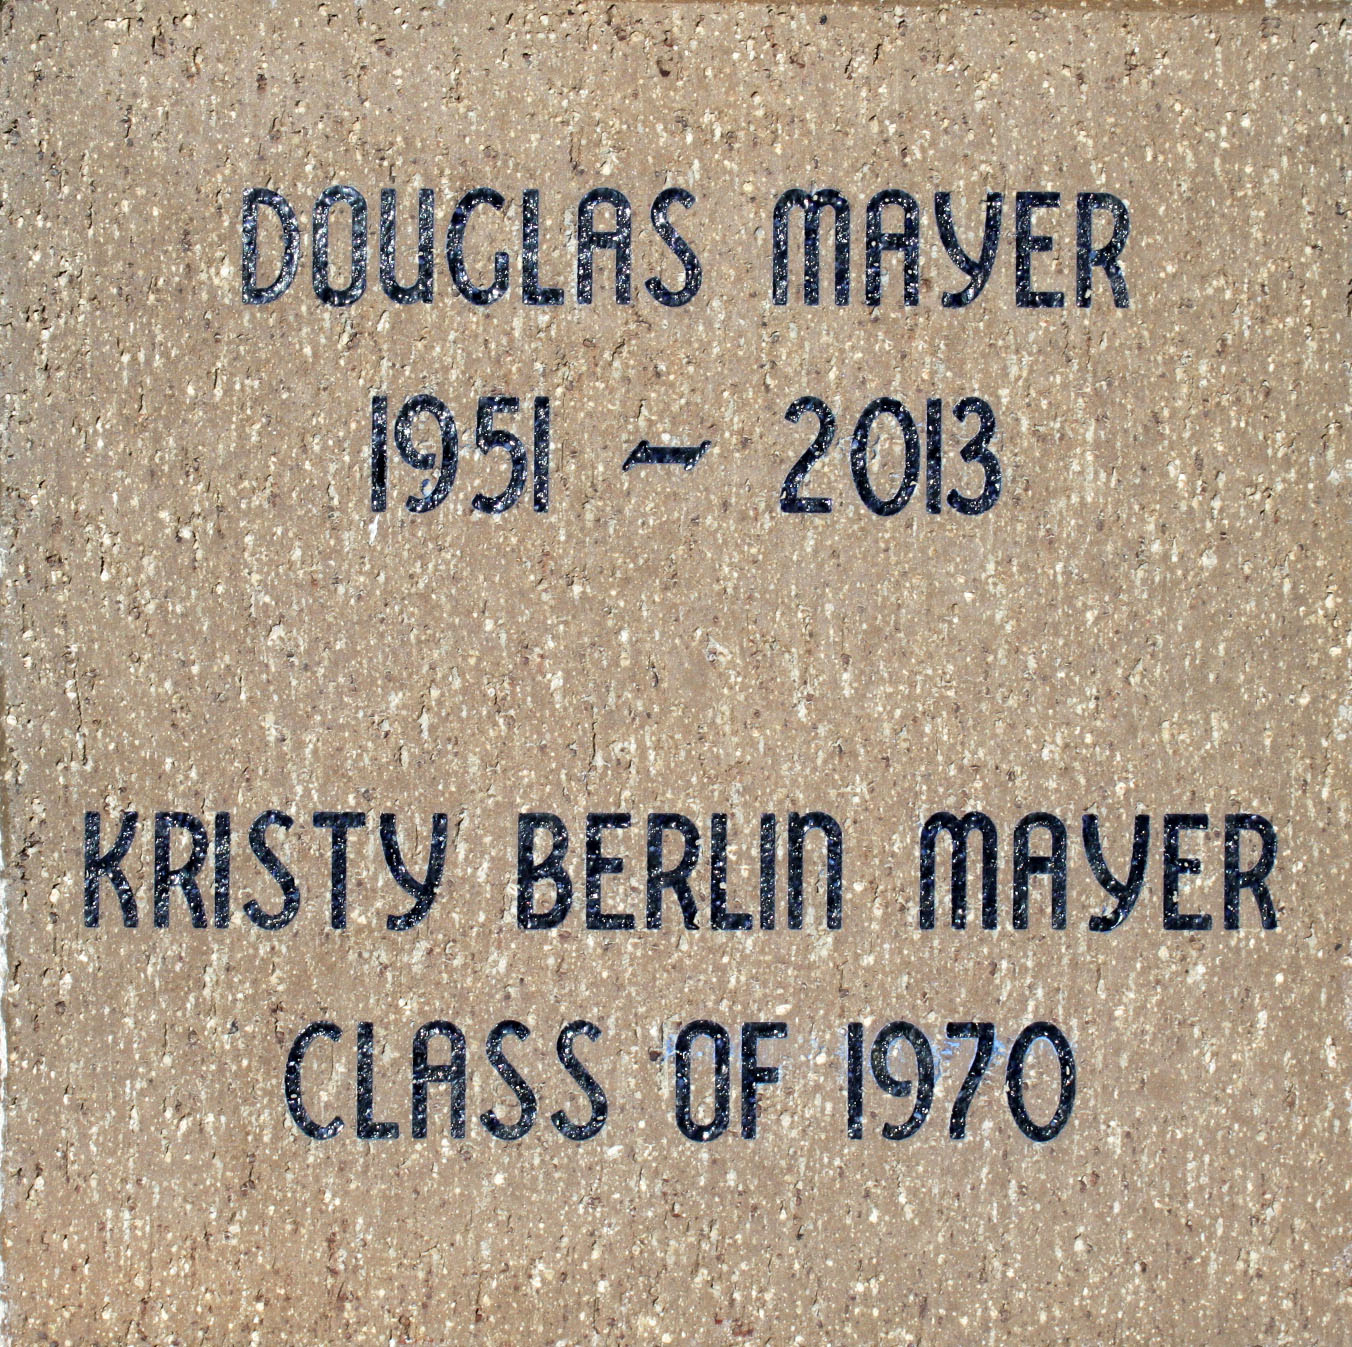 DOUGLAS MAYER
1951 - 2013
KRISTY BERLIN MAYER
CLASS OF 1970